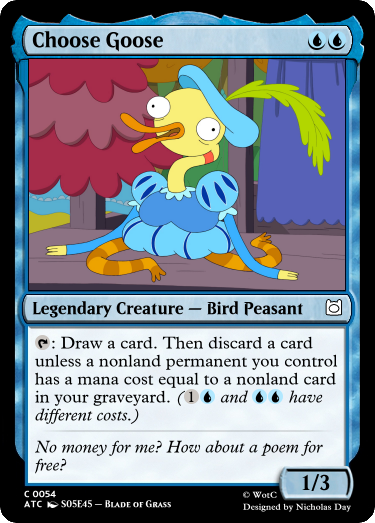 Choose Goose
Legendary Creature — Bird Peasant
: Draw a card. Then discard a card
unless a nonland permanent you control
has a mana cost equal to a nonland card
in your graveyard. (1 and have
different costs.)
No money for me? How about a poem for
free?
1/3
C 0054
ATC S05E45 – Blade of Grass
© WotC
Designed by Nicholas Day